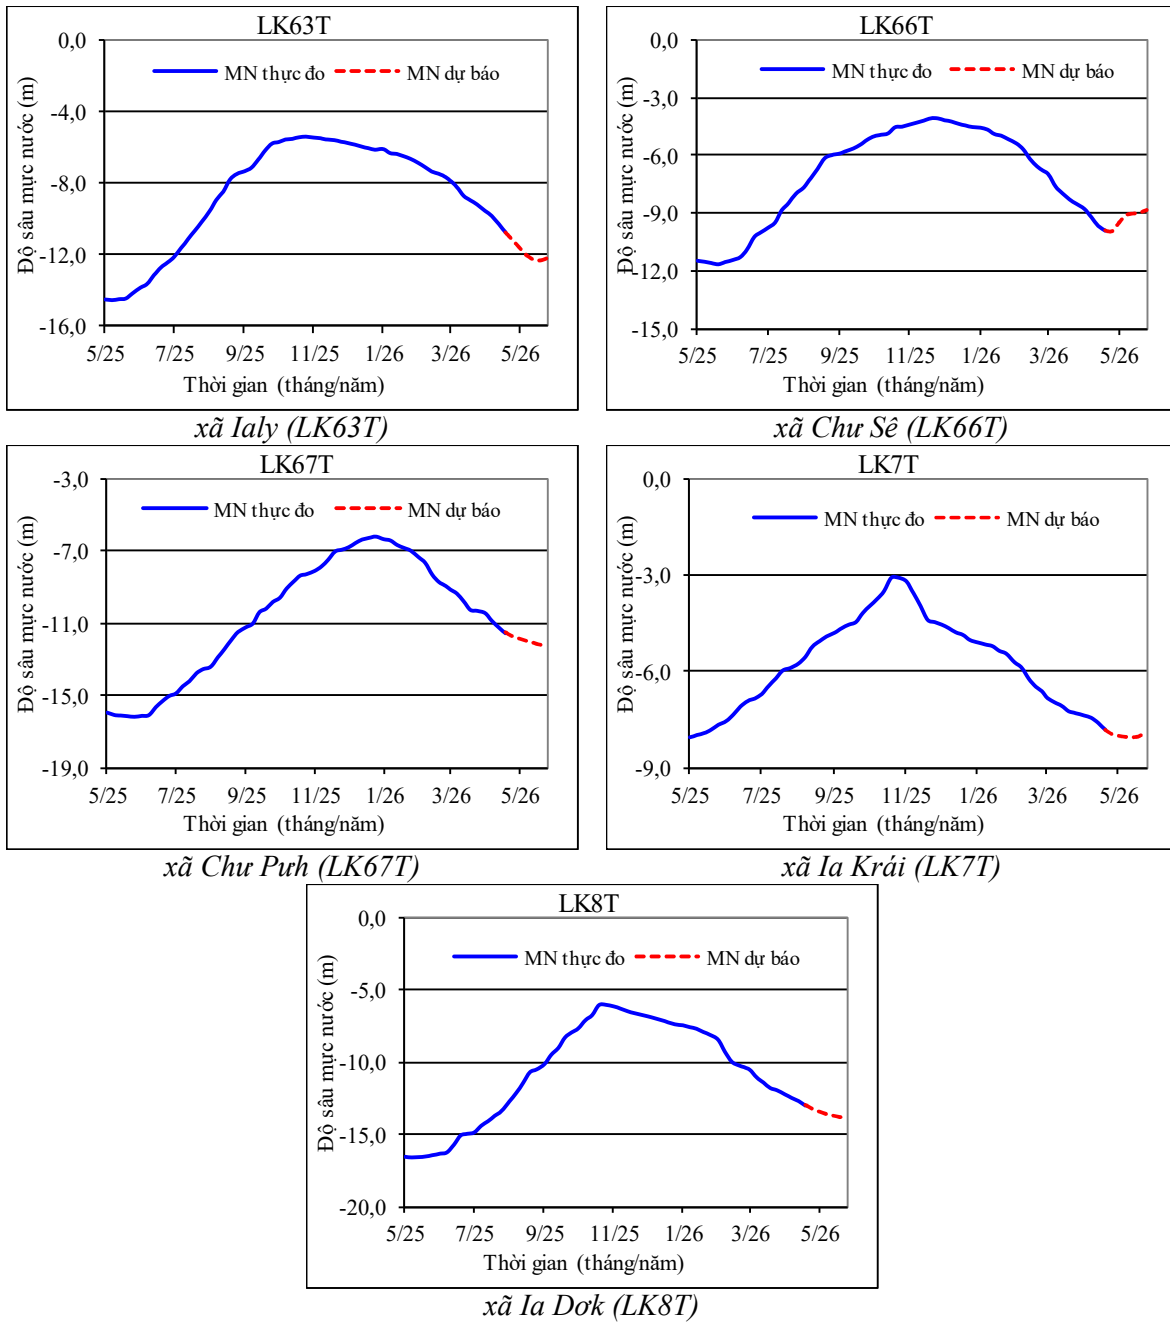 LK63T
MN thực đo
MN dự báo
Độ sâu mực nước (m)
0,0
-4,0
-8,0
-12,0
-16,0
5/25 7/25 9/25 11/25 1/26 3/26 5/26
Thời gian (tháng/năm)
xã Ialy (LK63T)
LK66T
MN thực đo
MN dự báo
Độ sâu mực nước (m)
0,0
-3,0
-6,0
-9,0
-12,0
-15,0
5/25 7/25 9/25 11/25 1/26 3/26 5/26
Thời gian (tháng/năm)
xã Chư Sê (LK66T)
LK67T
MN thực đo
MN dự báo
Độ sâu mực nước (m)
-3,0
-7,0
-11,0
-15,0
-19,0
5/25 7/25 9/25 11/25 1/26 3/26 5/26
Thời gian (tháng/năm)
xã Chư Pưh (LK67T)
LK7T
MN thực đo
MN dự báo
Độ sâu mực nước (m)
0,0
-3,0
-6,0
-9,0
5/25 7/25 9/25 11/25 1/26 3/26 5/26
Thời gian (tháng/năm)
xã Ia Krái (LK7T)
LK8T
MN thực đo
MN dự báo
Độ sâu mực nước (m)
0,0
-5,0
-10,0
-15,0
-20,0
5/25 7/25 9/25 11/25 1/26 3/26 5/26
Thời gian (tháng/năm)
xã Ia Dơk (LK8T)